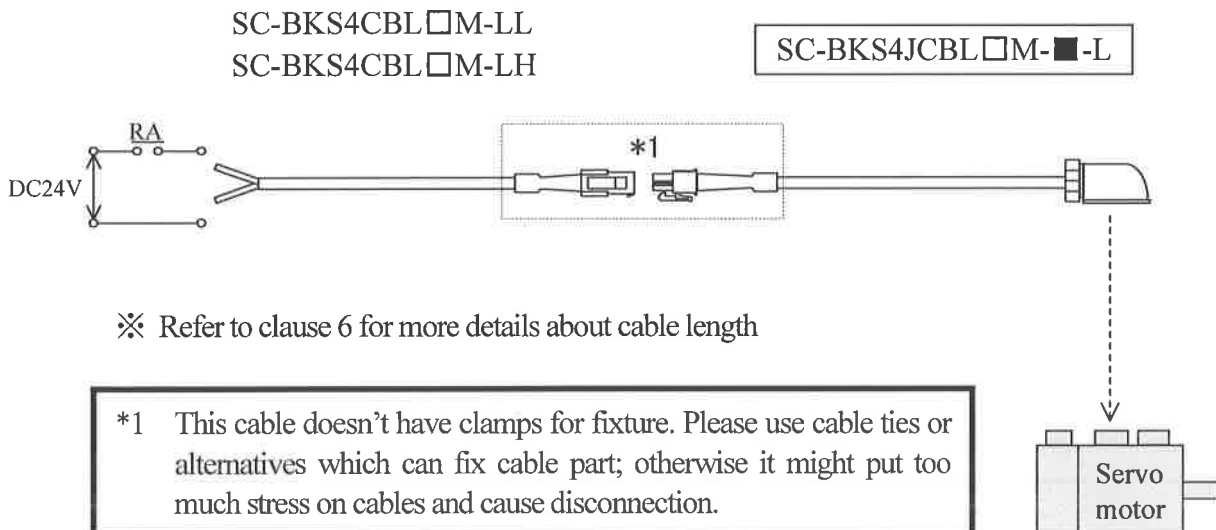 SC-BKS4CBL□M-LL
SC-BKS4CBL□M-LH
SC-BKS4JCBL□M-■-L
RA
*1
DC24V
※ Refer to clause 6 for more details about cable length
*1 This cable doesn't have clamps for fixture. Please use cable ties or
alternatives which can fix cable part; otherwise it might put too
much stress on cables and cause disconnection.
Servo
motor